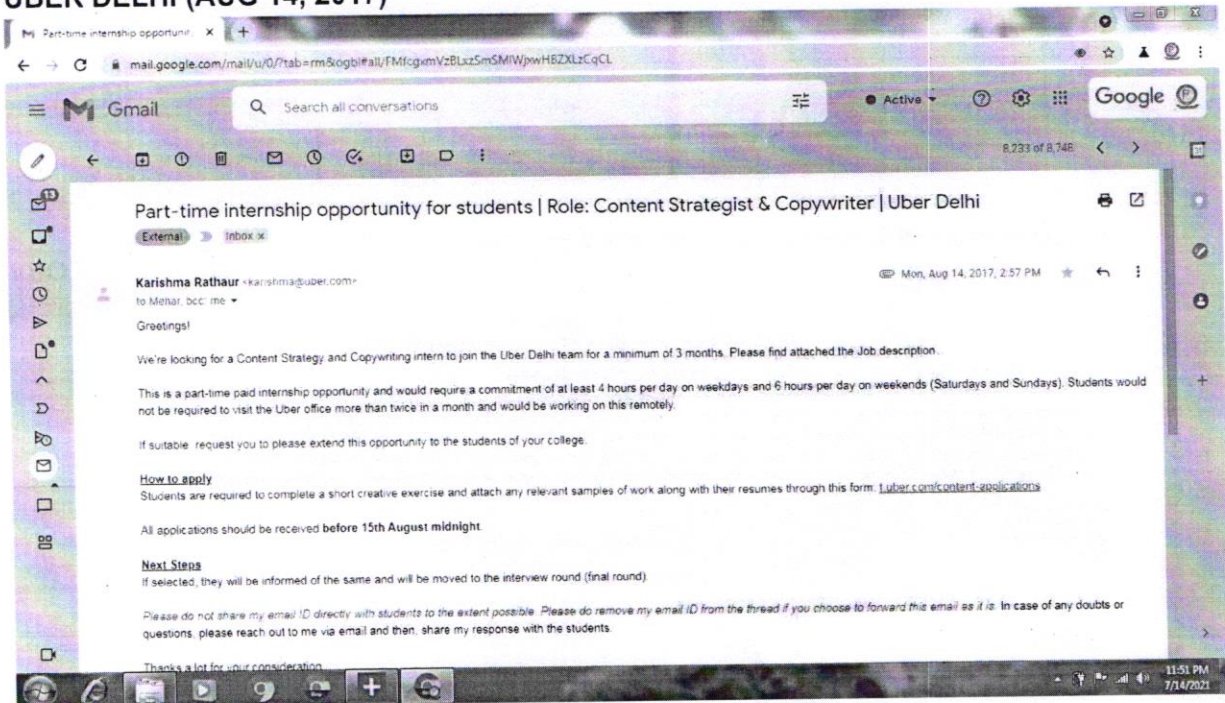 UBER DELHI (AUG 14, 2017)
Part-time internship opportunit
mail.google.com/mail/u/0/?tab=rm&ogbl#all/FMfcgxmVzBLxzSmSMlWjwwHBZXLzCqCL
Gmail
Search all conversations
Active
Google
8,233 of 8,748
13
Part-time internship opportunity for students | Role: Content Strategist & Copywriter | Uber Delhi
External Inbox x
Karishma Rathaur <karishma@uber.com> Mon, Aug 14, 2017, 2:57 PM
to Mehar, bcc: me
Greetings!
We're looking for a Content Strategy and Copywriting intern to join the Uber Delhi team for a minimum of 3 months. Please find attached the Job description.
This is a part-time paid internship opportunity and would require a commitment of at least 4 hours per day on weekdays and 6 hours per day on weekends (Saturdays and Sundays). Students would
not be required to visit the Uber office more than twice in a month and would be working on this remotely.
If suitable request you to please extend this opportunity to the students of your college.
How to apply
Students are required to complete a short creative exercise and attach any relevant samples of work along with their resumes through this form: t.uber.com/content-applications
All applications should be received before 15th August midnight.
Next Steps
If selected, they will be informed of the same and will be moved to the interview round (final round).
Please do not share my email ID directly with students to the extent possible. Please do remove my email ID from the thread if you choose to forward this email as it is. In case of any doubts or
questions, please reach out to me via email and then, share my response with the students.
Thanks a lot for your consideration
11:51 PM
7/14/2021